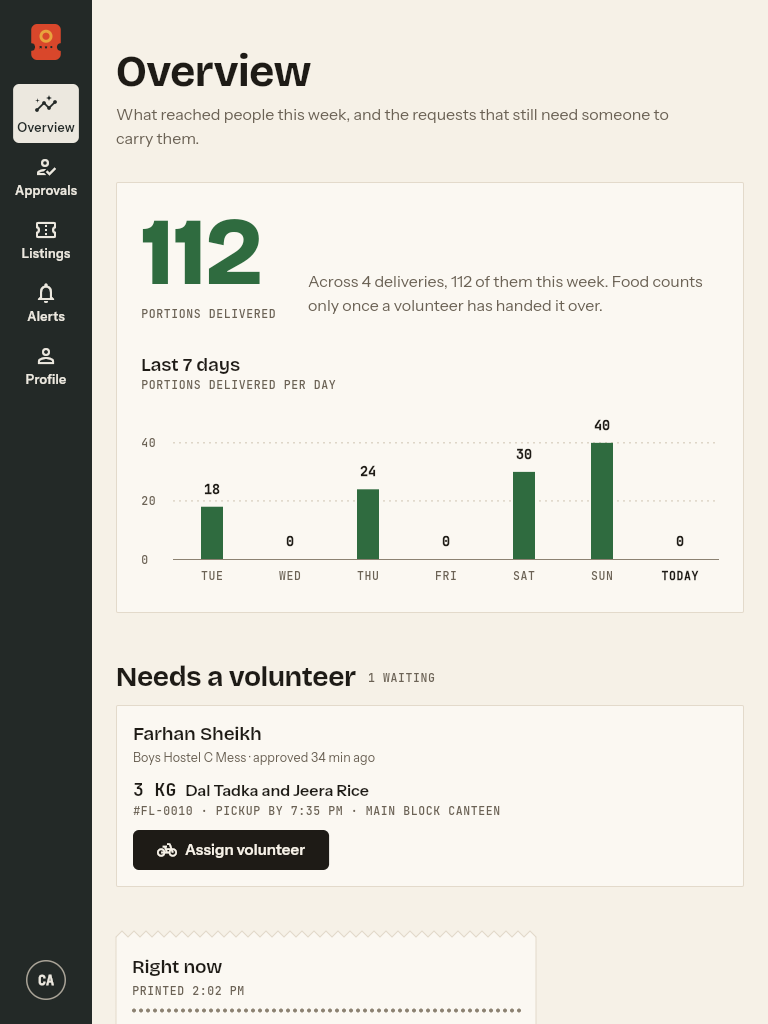 Overview
Approvals
Listings
Alerts
Profile
CA
Overview
What reached people this week, and the requests that still need someone to
carry them.
112
PORTIONS DELIVERED
Across 4 deliveries, 112 of them this week. Food counts
only once a volunteer has handed it over.
Last 7 days
PORTIONS DELIVERED PER DAY
40
20
0
18
0
24
0
30
40
0
TUE
WED
THU
FRI
SAT
SUN
TODAY
Needs a volunteer 1 WAITING
Farhan Sheikh
Boys Hostel C Mess · approved 34 min ago
3 KG Dal Tadka and Jeera Rice
#FL-0010 · PICKUP BY 7:35 PM · MAIN BLOCK CANTEEN
Assign volunteer
Right now
PRINTED 2:02 PM